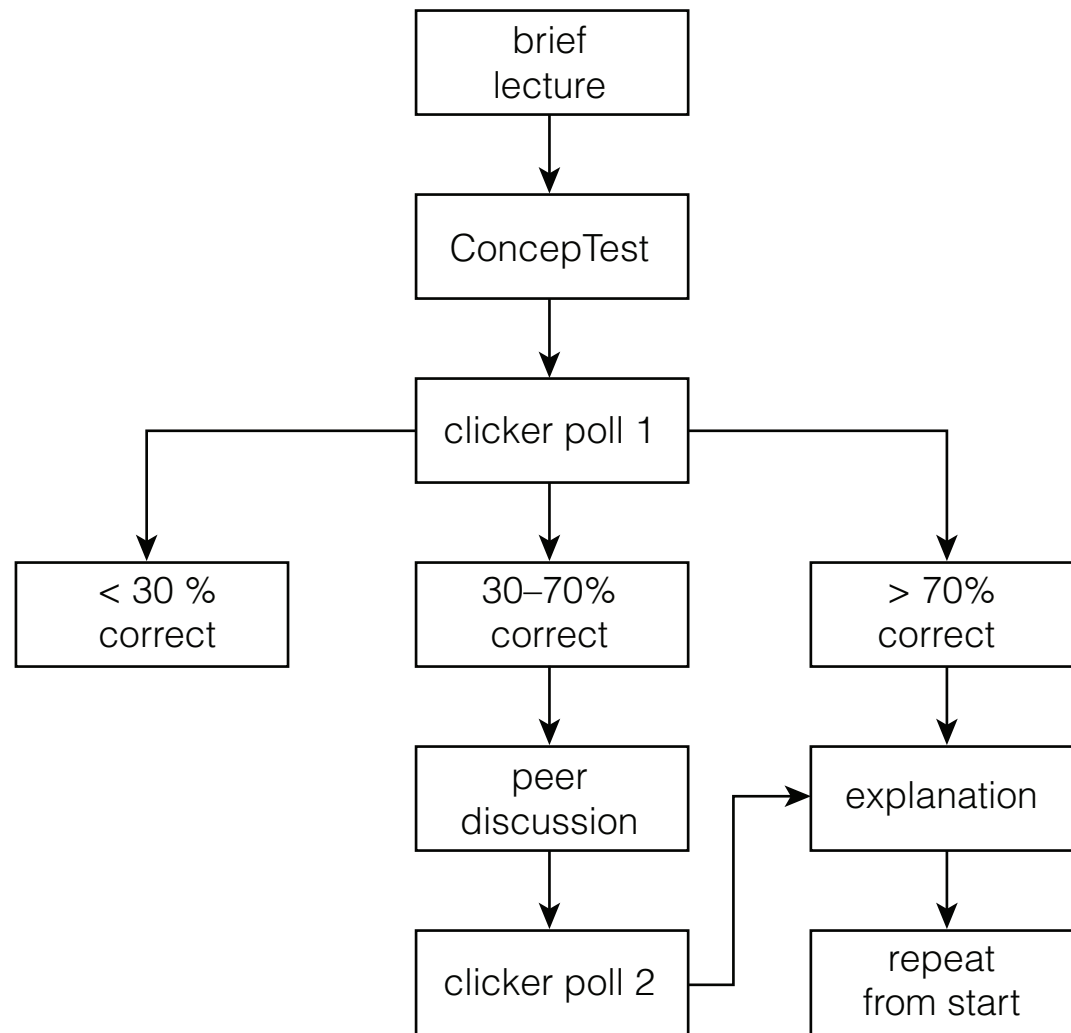 brief
lecture
ConcepTest
clicker poll 1
< 30 %
correct
30–70%
correct
> 70%
correct
peer
discussion
explanation
clicker poll 2
repeat
from start